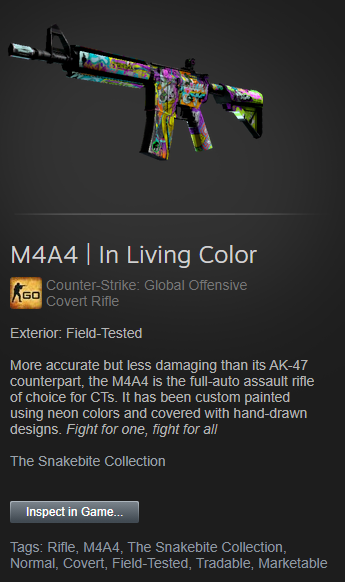 M4A4 | In Living Color
GO
Counter-Strike: Global Offensive
Covert Rifle
Exterior: Field-Tested
More accurate but less damaging than its AK-47
counterpart, the M4A4 is the full-auto assault rifle
of choice for CTs. It has been custom painted
using neon colors and covered with hand-drawn
designs. Fight for one, fight for all
The Snakebite Collection
Inspect in Game...
Tags: Rifle, M4A4, The Snakebite Collection,
Normal, Covert, Field-Tested, Tradable, Marketable